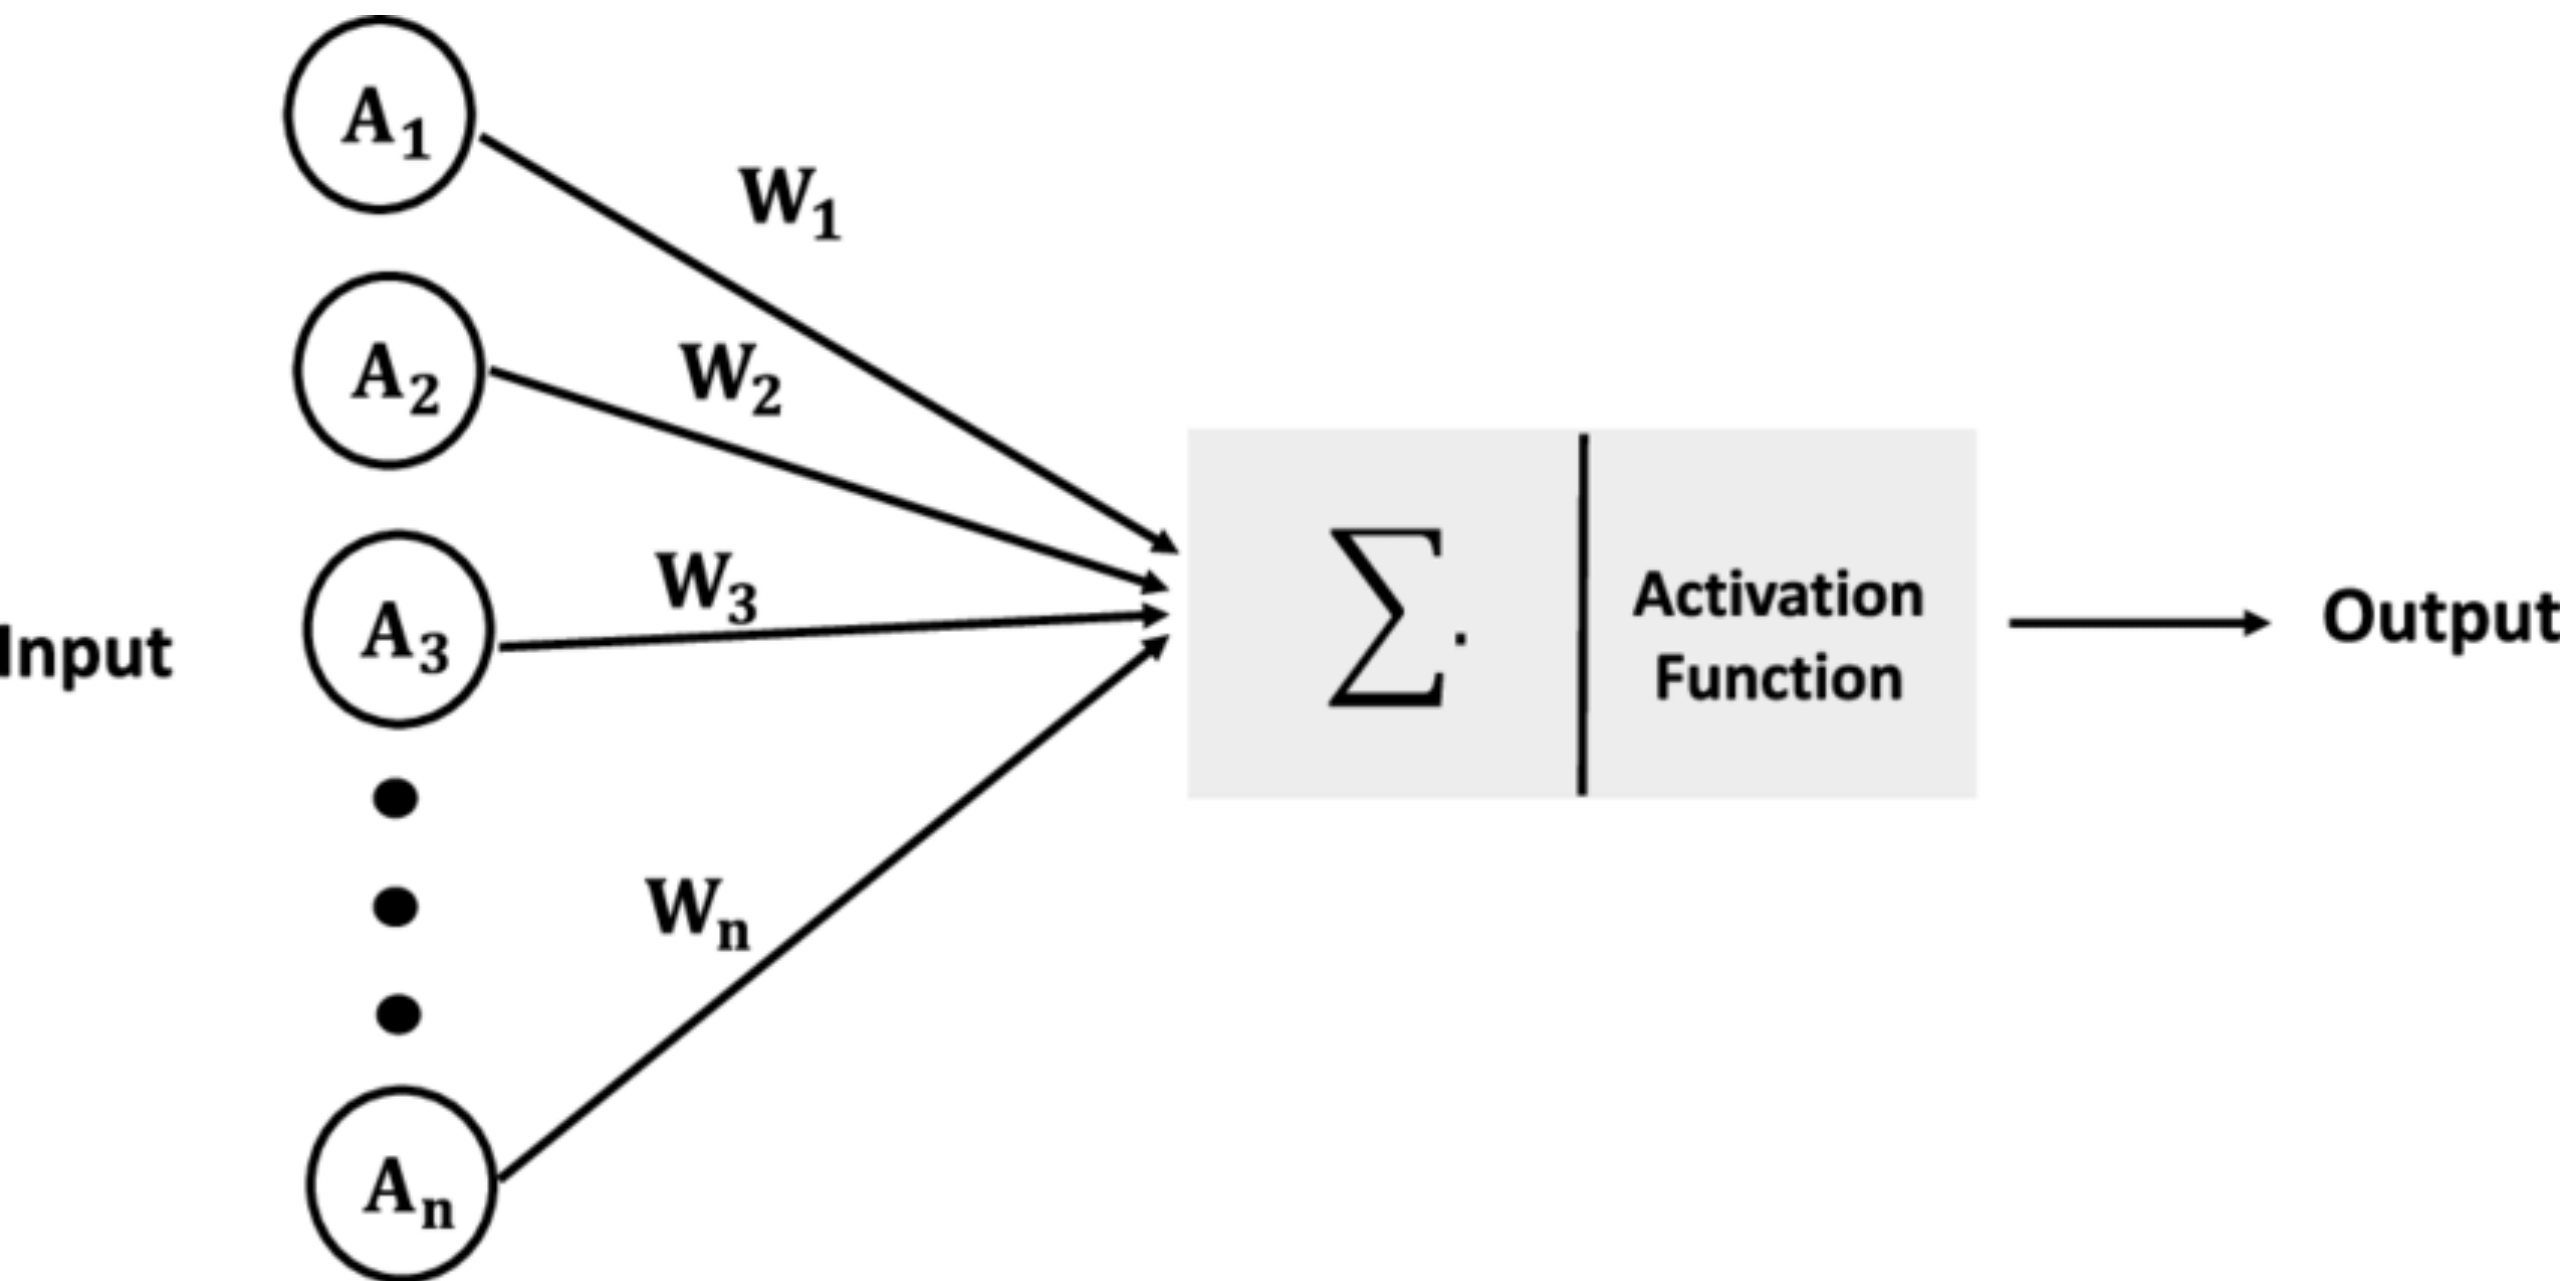 A1
W1
A2
W2
A3
W3
Input
∑.
Activation
Function
Output
Wn
An